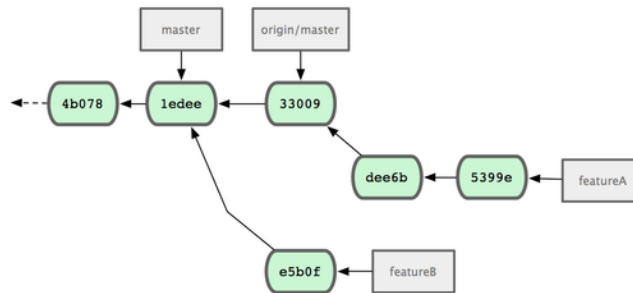 master
origin/master
4b078
1edee
33009
dee6b
5399e
featureA
e5b0f
featureB